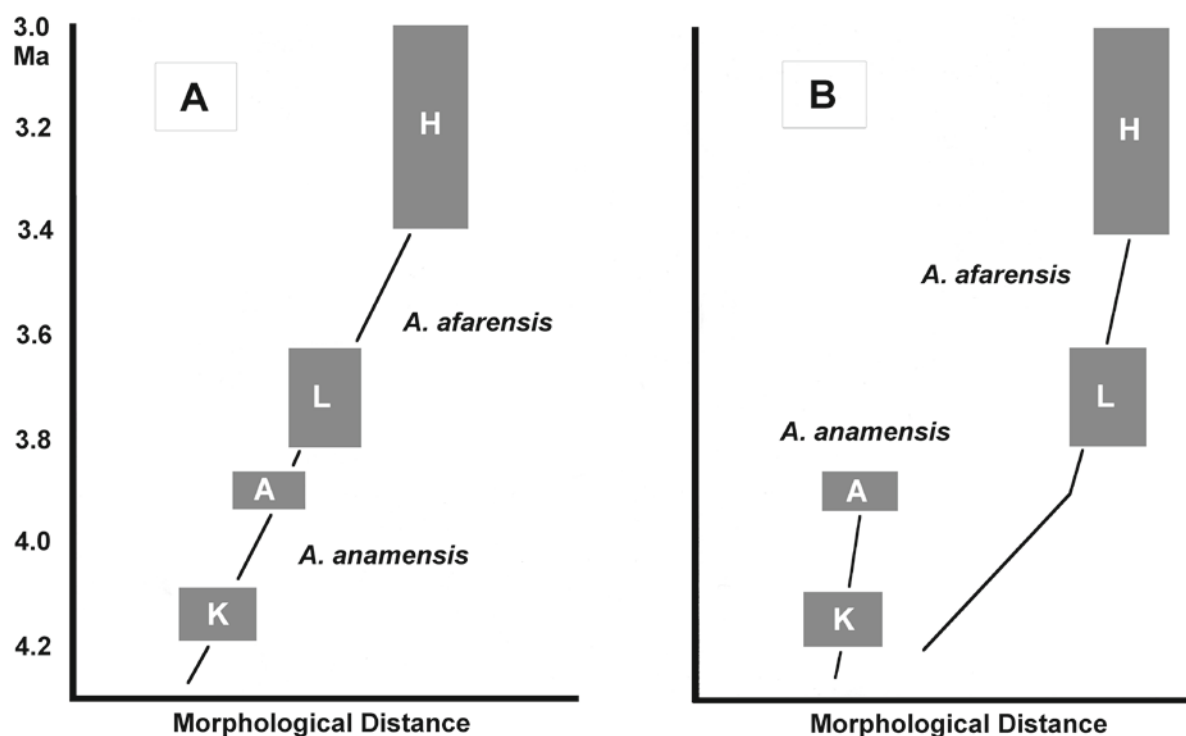 3.0
Ma
3.2
3.4
3.6
3.8
4.0
4.2
A
H
A. afarensis
L
A
A. anamensis
K
Morphological Distance
B
H
A. afarensis
L
A. anamensis
A
K
Morphological Distance